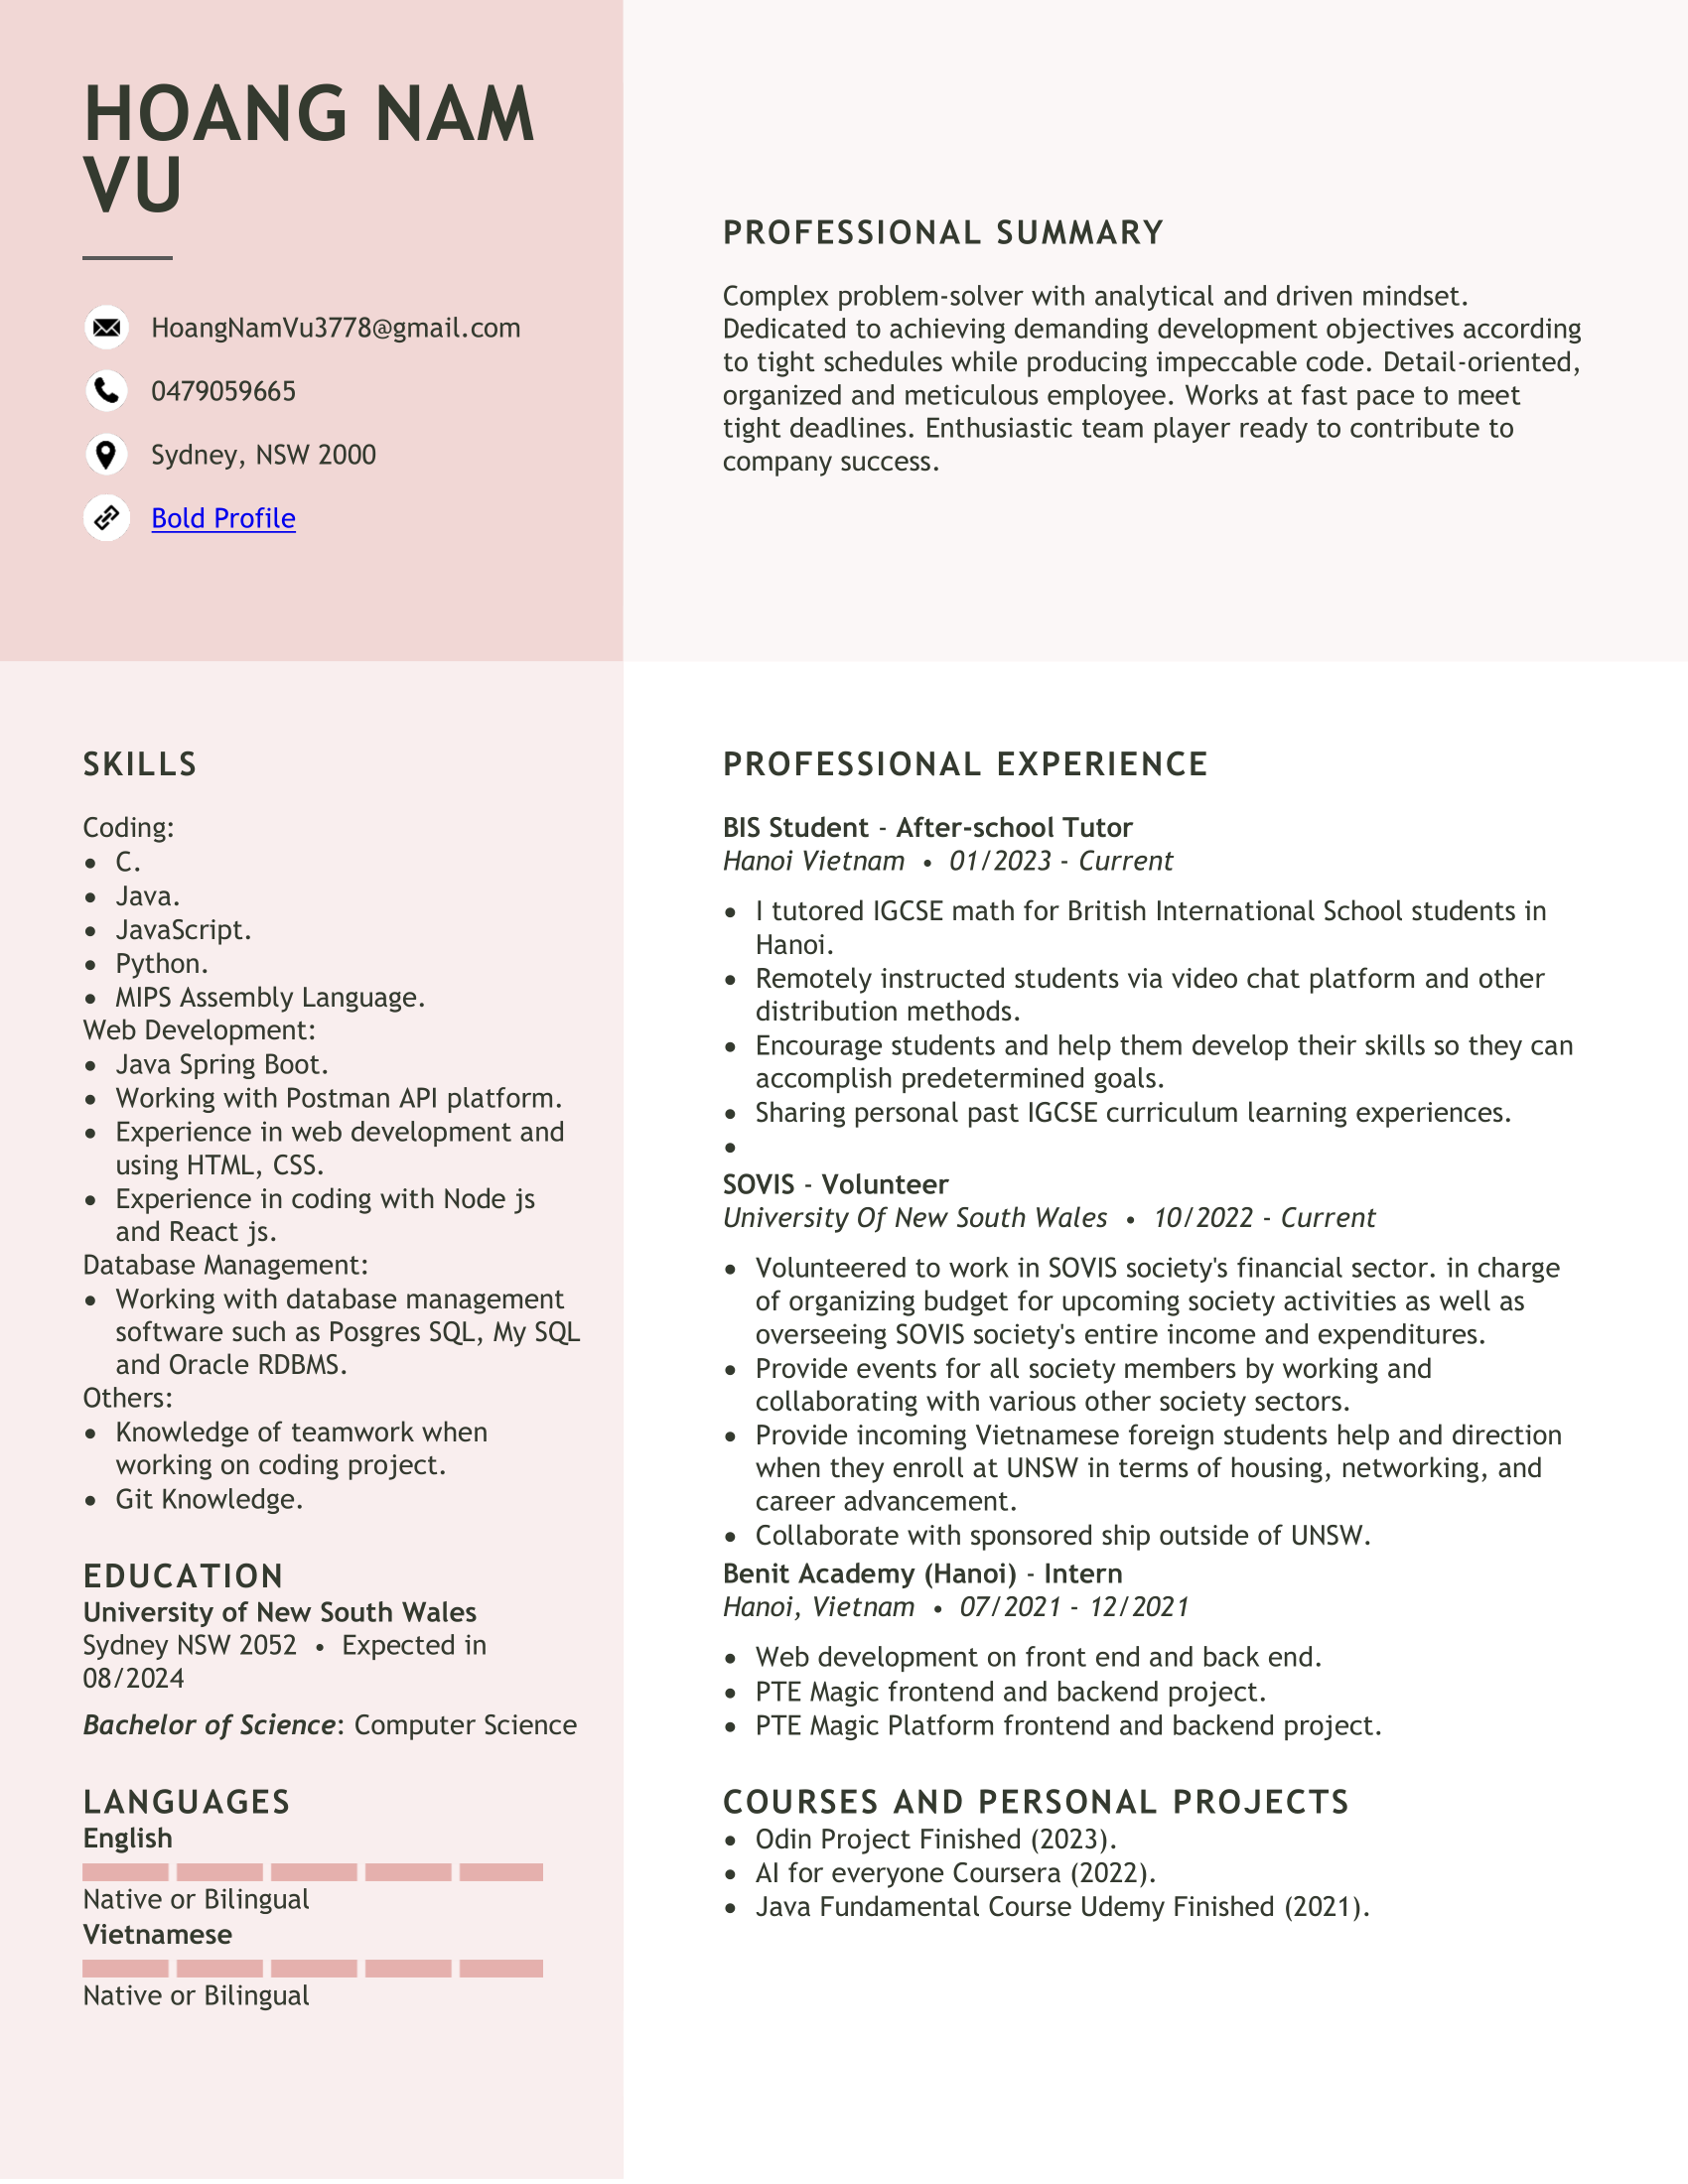 HOANG NAM
VU
HoangNamVu3778@gmail.com
0479059665
Sydney, NSW 2000
Bold Profile
PROFESSIONAL SUMMARY
Complex problem-solver with analytical and driven mindset.
Dedicated to achieving demanding development objectives according
to tight schedules while producing impeccable code. Detail-oriented,
organized and meticulous employee. Works at fast pace to meet
tight deadlines. Enthusiastic team player ready to contribute to
company success.
SKILLS
Coding:
• C.
• Java.
• JavaScript.
• Python.
• MIPS Assembly Language.
Web Development:
• Java Spring Boot.
• Working with Postman API platform.
• Experience in web development and
using HTML, CSS.
• Experience in coding with Node js
and React js.
Database Management:
• Working with database management
software such as Posgres SQL, My SQL
and Oracle RDBMS.
Others:
• Knowledge of teamwork when
working on coding project.
• Git Knowledge.
EDUCATION
University of New South Wales
Sydney NSW 2052 • Expected in
08/2024
Bachelor of Science: Computer Science
LANGUAGES
English
Native or Bilingual
Vietnamese
Native or Bilingual
PROFESSIONAL EXPERIENCE
BIS Student - After-school Tutor
Hanoi Vietnam • 01/2023 - Current
• I tutored IGCSE math for British International School students in
Hanoi.
• Remotely instructed students via video chat platform and other
distribution methods.
• Encourage students and help them develop their skills so they can
accomplish predetermined goals.
• Sharing personal past IGCSE curriculum learning experiences.
•
SOVIS - Volunteer
University Of New South Wales • 10/2022 - Current
• Volunteered to work in SOVIS society's financial sector. in charge
of organizing budget for upcoming society activities as well as
overseeing SOVIS society's entire income and expenditures.
• Provide events for all society members by working and
collaborating with various other society sectors.
• Provide incoming Vietnamese foreign students help and direction
when they enroll at UNSW in terms of housing, networking, and
career advancement.
• Collaborate with sponsored ship outside of UNSW.
Benit Academy (Hanoi) - Intern
Hanoi, Vietnam • 07/2021 - 12/2021
• Web development on front end and back end.
• PTE Magic frontend and backend project.
• PTE Magic Platform frontend and backend project.
COURSES AND PERSONAL PROJECTS
• Odin Project Finished (2023).
• AI for everyone Coursera (2022).
• Java Fundamental Course Udemy Finished (2021).